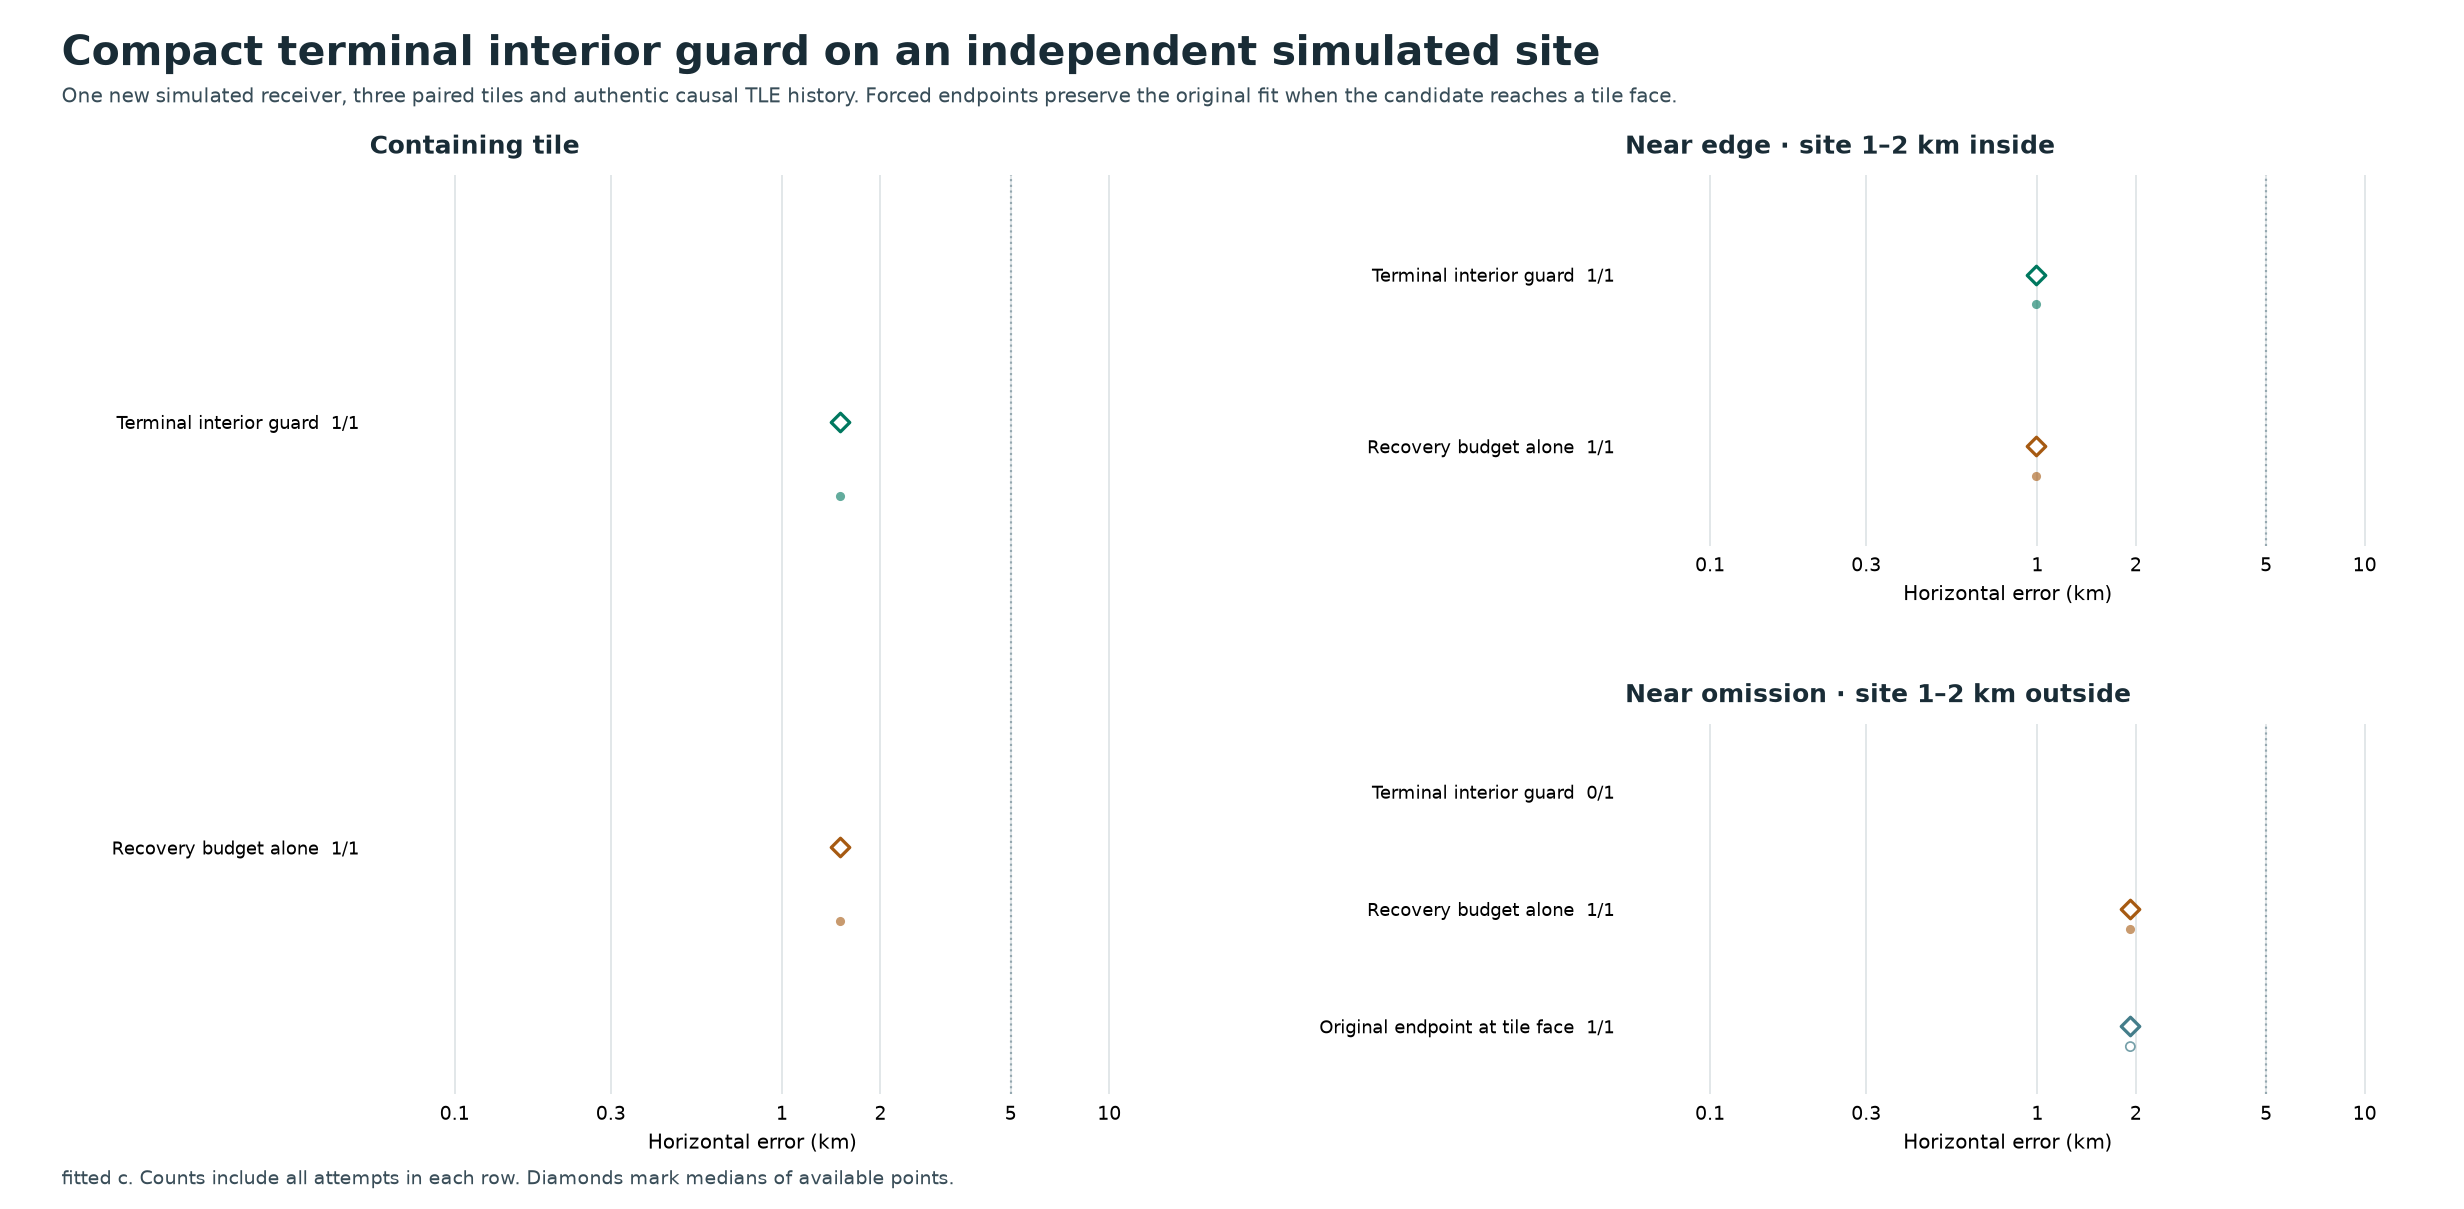 Compact terminal interior guard on an independent simulated site
One new simulated receiver, three paired tiles and authentic causal TLE history. Forced endpoints preserve the original fit when the candidate reaches a tile face.
Containing tile
Terminal interior guard 1/1
Recovery budget alone 1/1
0.1 0.3 1 2 5 10
Horizontal error (km)
Near edge · site 1–2 km inside
Terminal interior guard 1/1
Recovery budget alone 1/1
0.1 0.3 1 2 5 10
Horizontal error (km)
Near omission · site 1–2 km outside
Terminal interior guard 0/1
Recovery budget alone 1/1
Original endpoint at tile face 1/1
0.1 0.3 1 2 5 10
Horizontal error (km)
fitted c. Counts include all attempts in each row. Diamonds mark medians of available points.